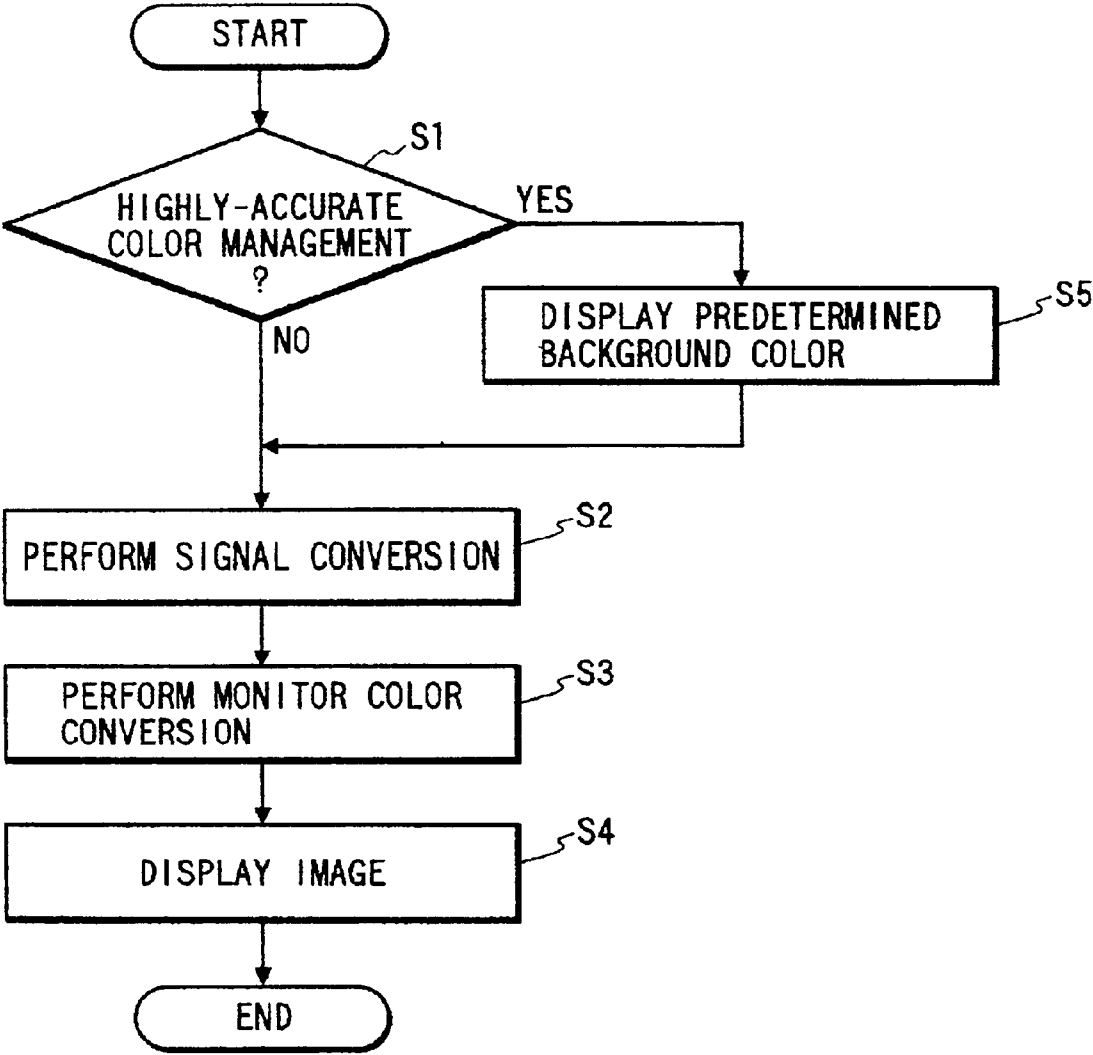 START
S1
HIGHLY-ACCURATE
COLOR MANAGEMENT
?
YES
NO
DISPLAY PREDETERMINED
BACKGROUND COLOR
S5
PERFORM SIGNAL CONVERSION
S2
PERFORM MONITOR COLOR
CONVERSION
S3
DISPLAY IMAGE
S4
END